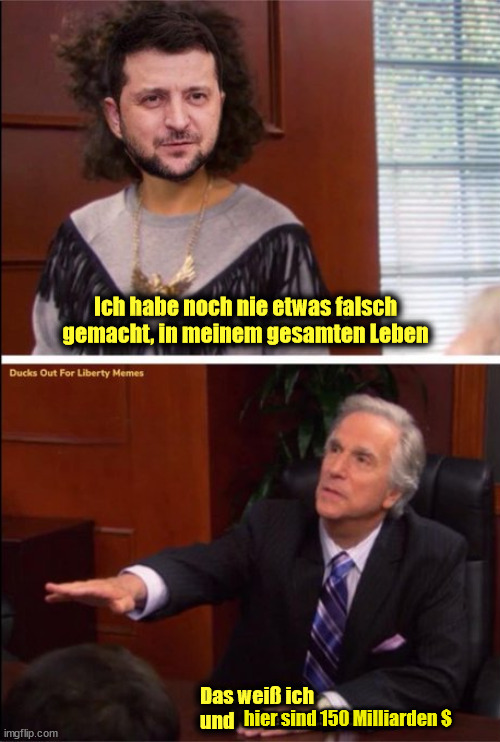 Ich habe noch nie etwas falsch
gemacht, in meinem gesamten Leben
Ducks Out For Liberty Memes
Das weiß ich
und hier sind 150 Milliarden $
imgflip.com